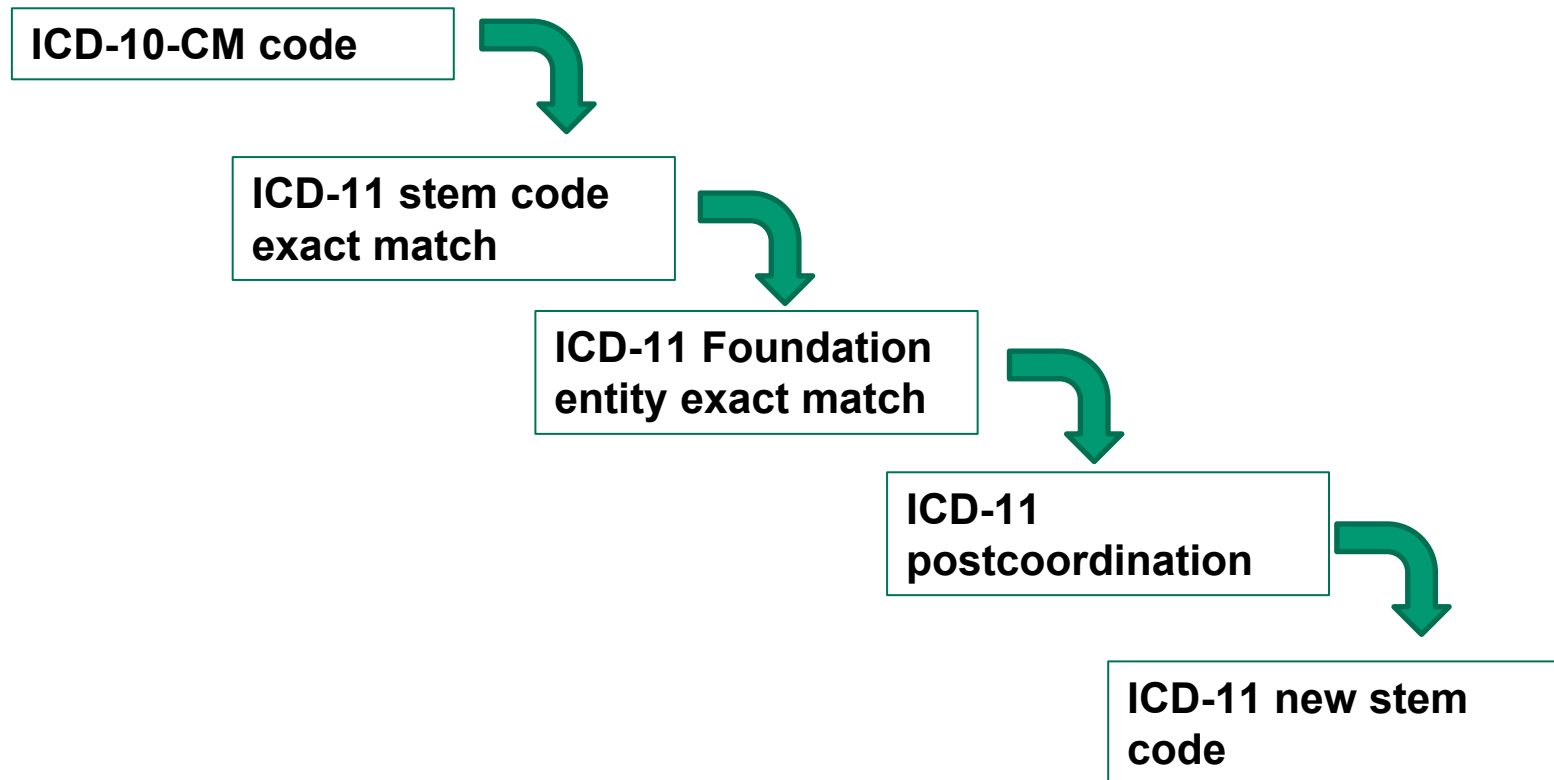 ICD-10-CM code
ICD-11 stem code
exact match
ICD-11 Foundation
entity exact match
ICD-11
postcoordination
ICD-11 new stem
code